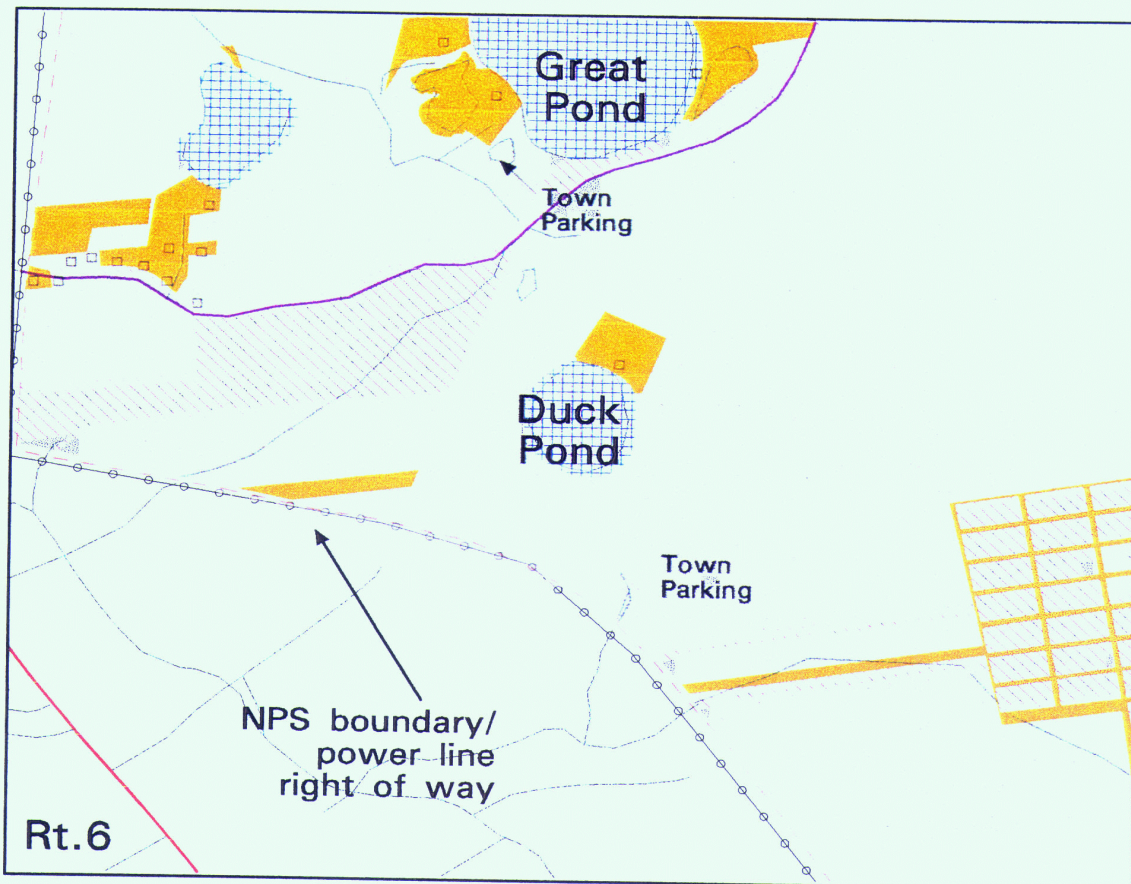 Great
Pond
Town
Parking
Duck
Pond
Town
Parking
NPS boundary/
power line
right of way
Rt.6